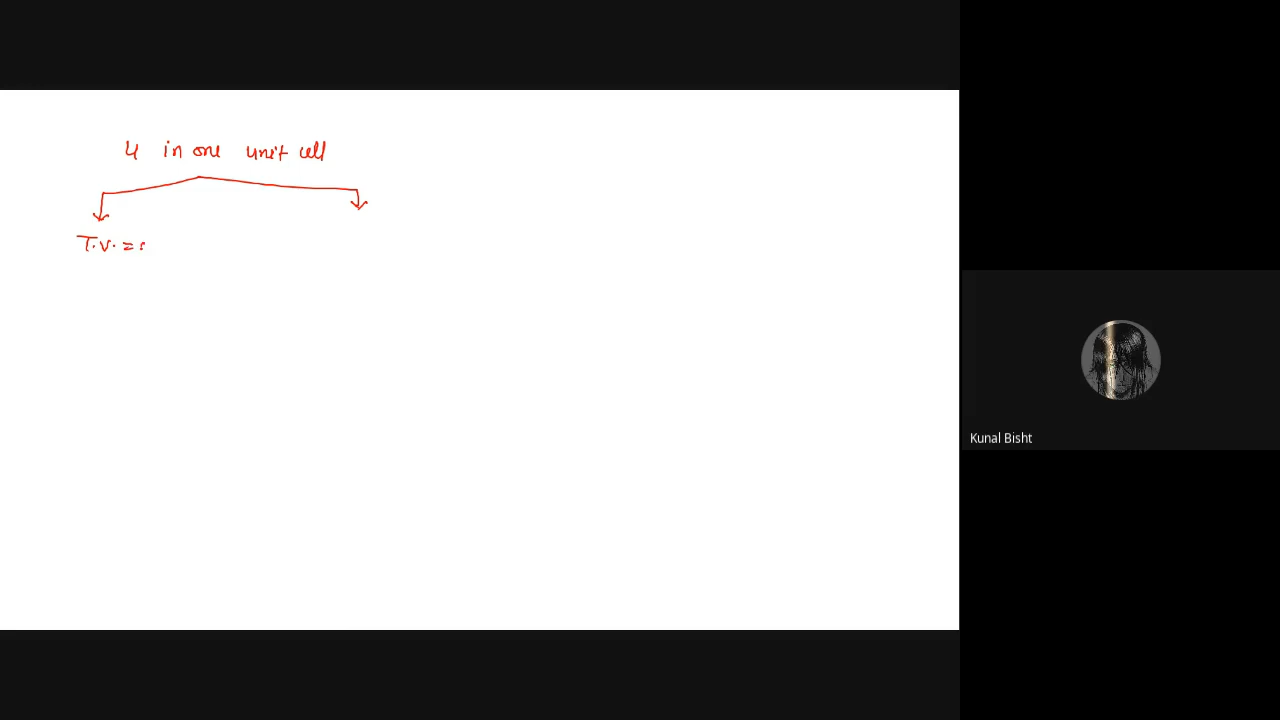 4 in one unit cell
T.V. =
Kunal Bisht